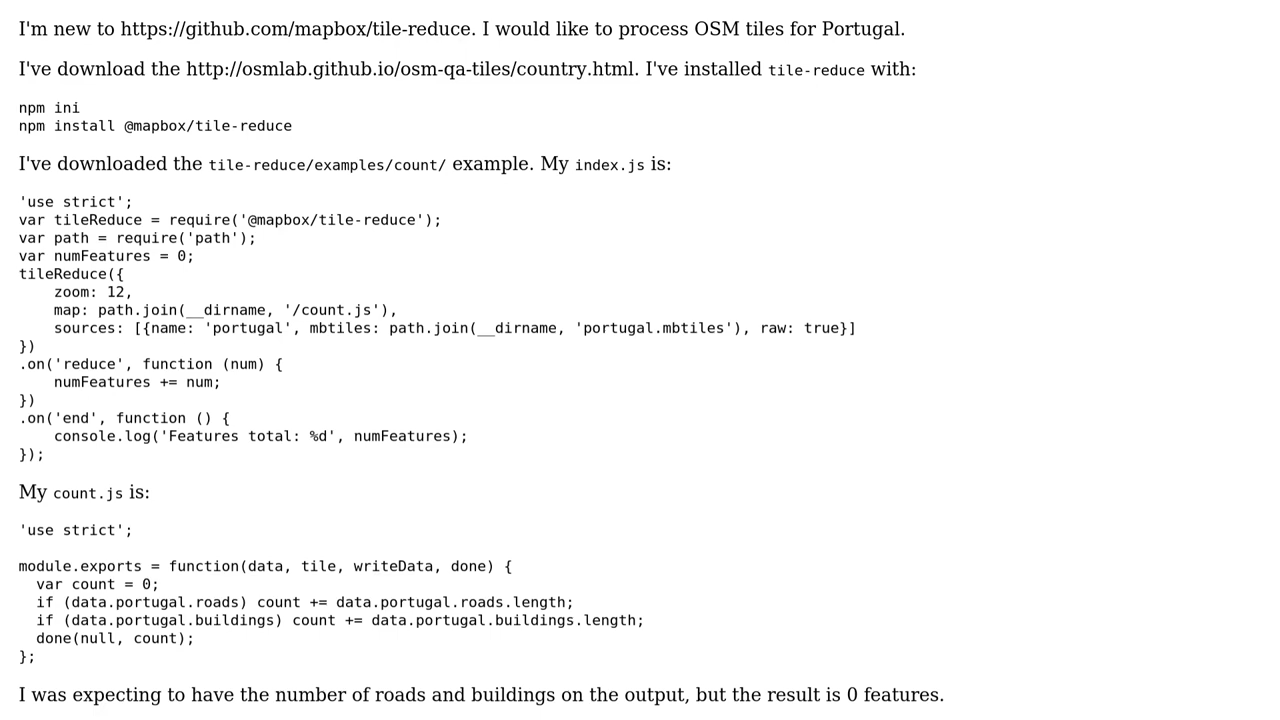 I'm new to https://github.com/mapbox/tile-reduce. I would like to process OSM tiles for Portugal.
I've download the http://osmlab.github.io/osm-qa-tiles/country.html. I've installed tile-reduce with:
npm ini
npm install @mapbox/tile-reduce
I've downloaded the tile-reduce/examples/count/ example. My index.js is:
'use strict';
var tileReduce = require('@mapbox/tile-reduce');
var path = require('path');
var numFeatures = 0;
tileReduce({
    zoom: 12,
    map: path.join(__dirname, '/count.js'),
    sources: [{name: 'portugal', mbtiles: path.join(__dirname, 'portugal.mbtiles'), raw: true}]
})
.on('reduce', function (num) {
    numFeatures += num;
})
.on('end', function () {
    console.log('Features total: %d', numFeatures);
});
My count.js is:
'use strict';
module.exports = function(data, tile, writeData, done) {
  var count = 0;
  if (data.portugal.roads) count += data.portugal.roads.length;
  if (data.portugal.buildings) count += data.portugal.buildings.length;
  done(null, count);
};
I was expecting to have the number of roads and buildings on the output, but the result is 0 features.